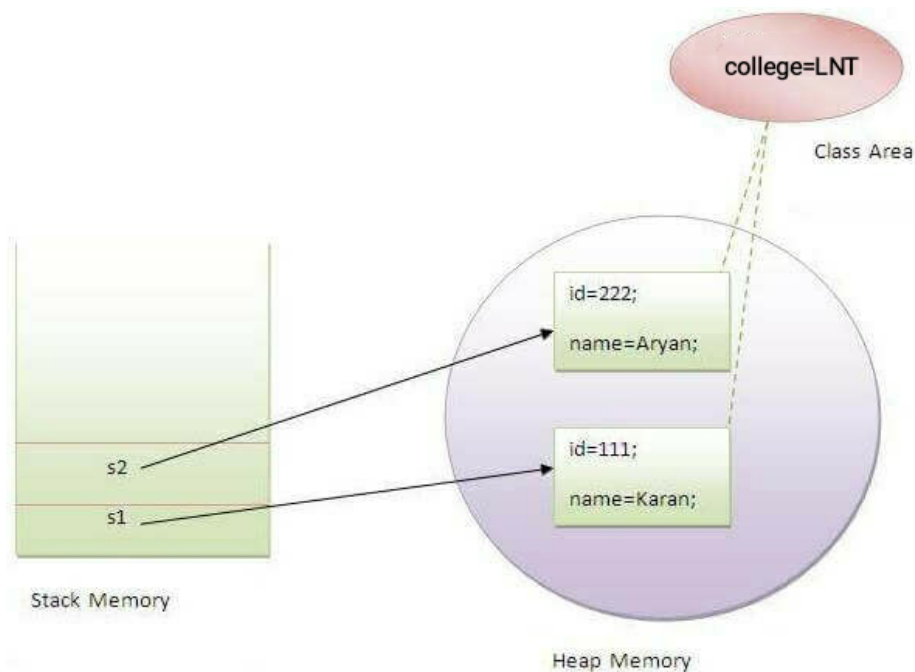 college=LNT
Class Area
id=222;
name=Aryan;
s2
id=111;
name=Karan;
s1
Stack Memory
Heap Memory